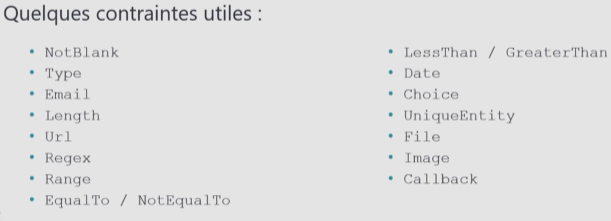 Quelques contraintes utiles :
• NotBlank
• Type
• Email
• Length
• Url
• Regex
• Range
• EqualTo / NotEqualTo
• LessThan / GreaterThan
• Date
• Choice
• UniqueEntity
• File
• Image
• Callback